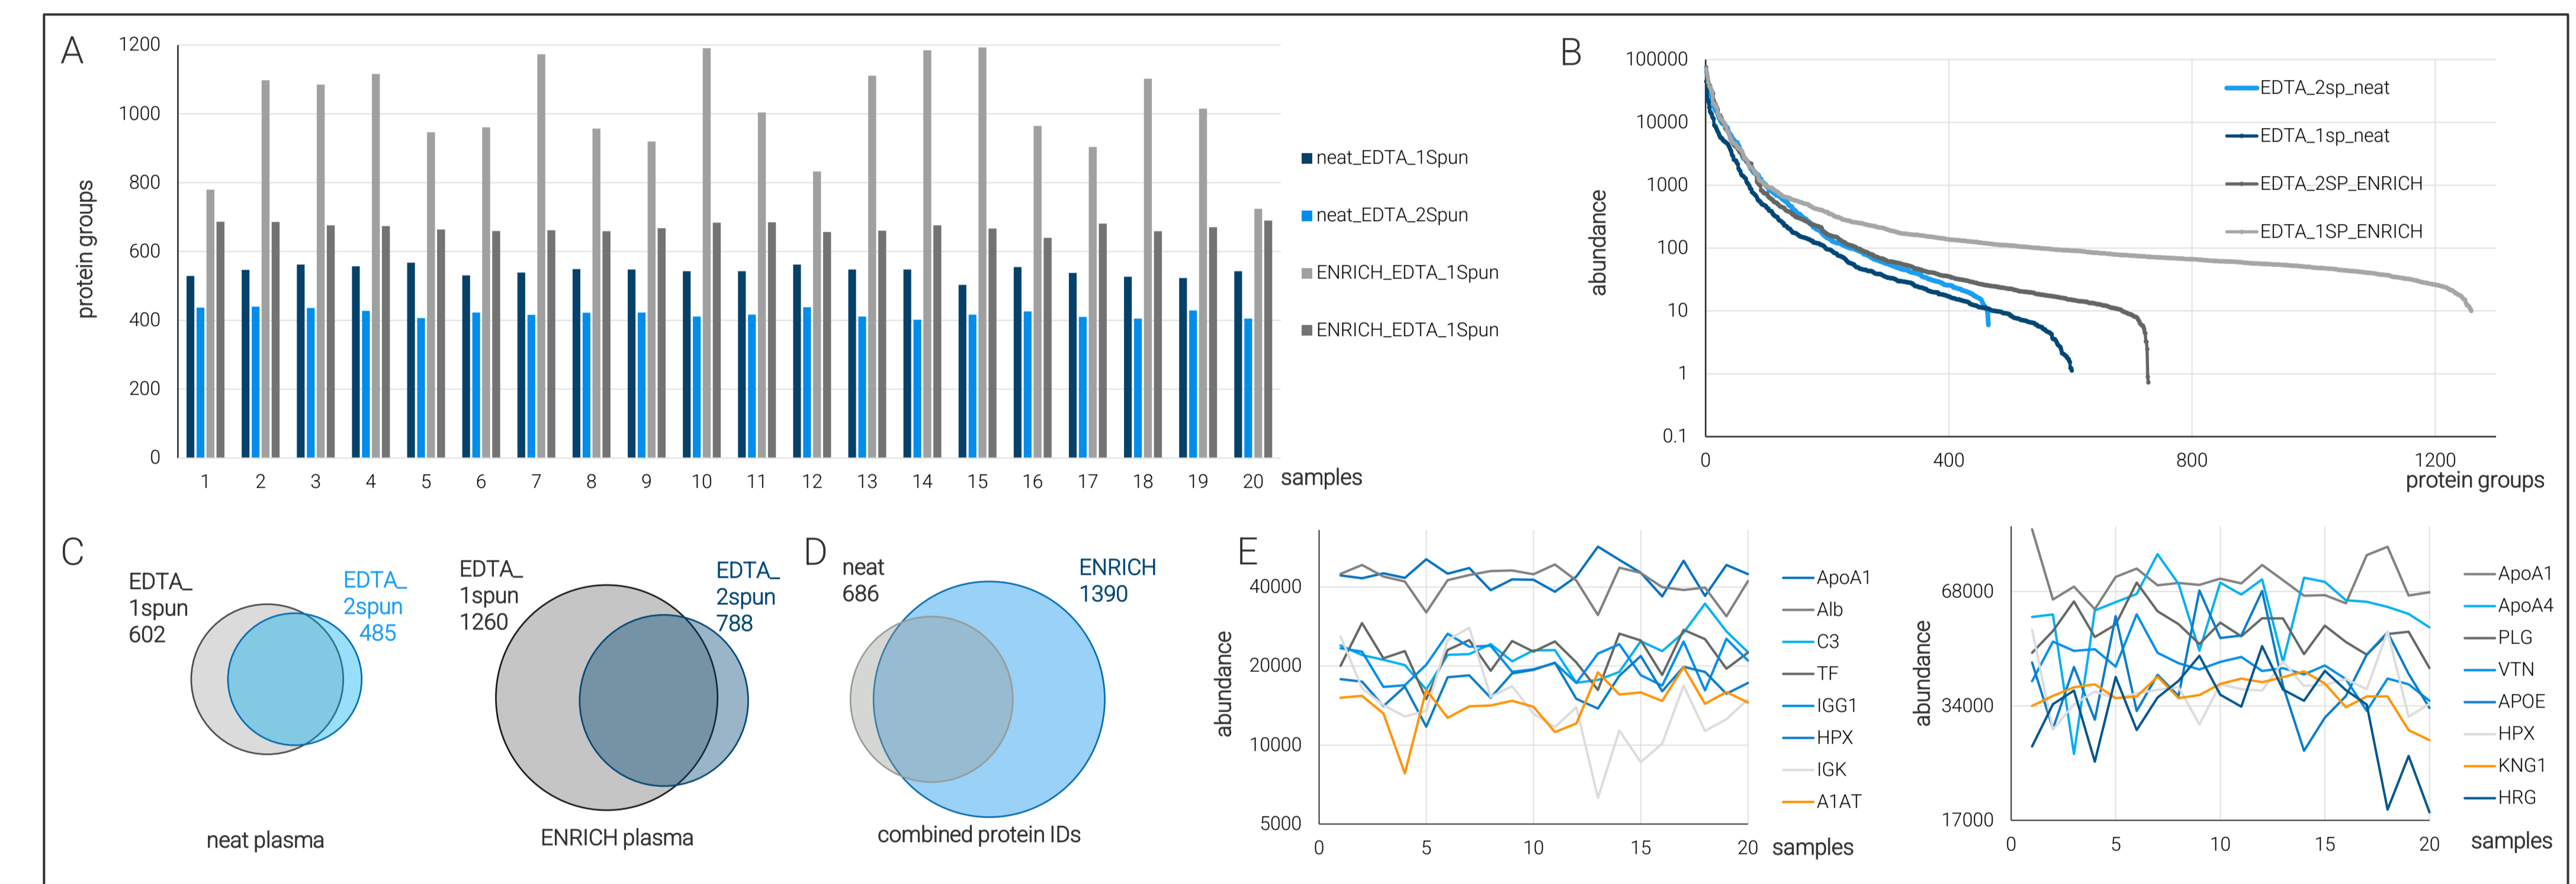 A
1200
1000
800
600
400
200
0
protein groups
1 2 3 4 5 6 7 8 9 10 11 12 13 14 15 16 17 18 19 20
samples
neat_EDTA_1Spun
neat_EDTA_2Spun
ENRICH_EDTA_1Spun
ENRICH_EDTA_1Spun
B
100000
10000
1000
100
10
1
0.1
abundance
0 400 800 1200
protein groups
EDTA_2sp_neat
EDTA_1sp_neat
EDTA_2SP_ENRICH
EDTA_1SP_ENRICH
C
EDTA_
1spun
602
EDTA_
2spun
485
neat plasma
EDTA_
1spun
1260
EDTA_
2spun
788
ENRICH plasma
D
neat
686
ENRICH
1390
combined protein IDs
E
40000
20000
10000
5000
abundance
0 5 10 15 20
samples
ApoA1
Alb
C3
TF
IGG1
HPX
IGK
A1AT
68000
34000
17000
abundance
0 5 10 15 20
samples
ApoA1
ApoA4
PLG
VTN
APOE
HPX
KNG1
HRG